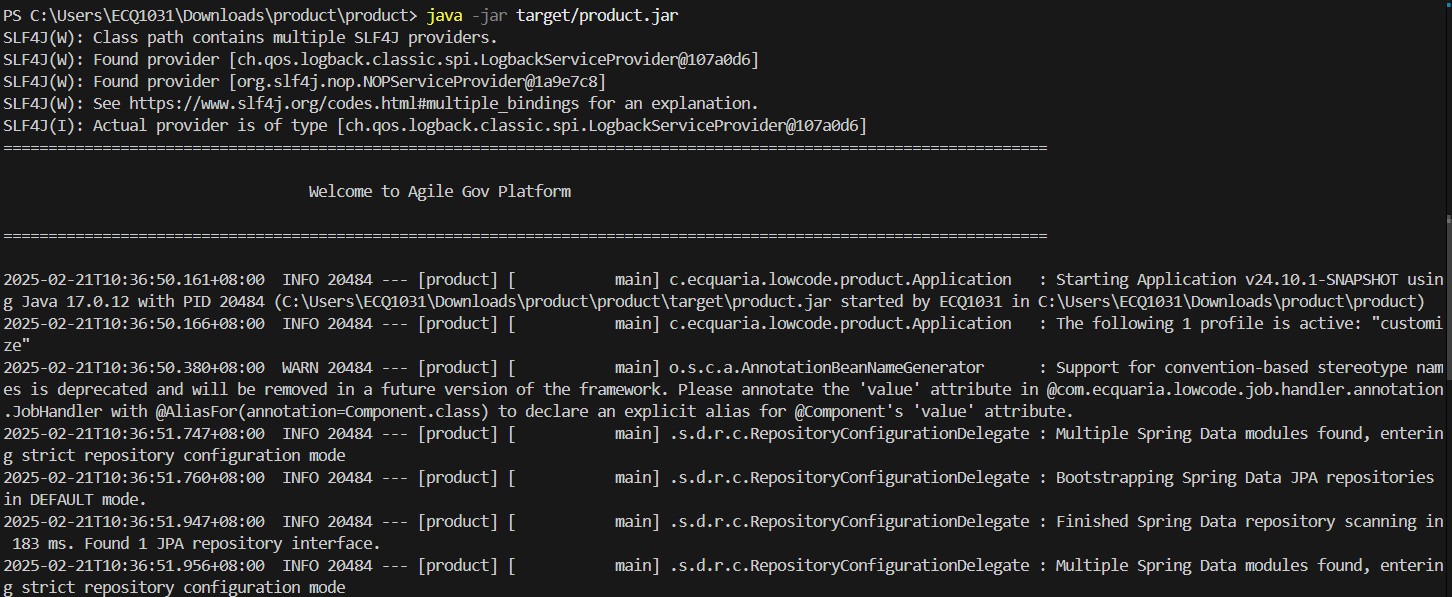 PS C:\Users\ECQ1031\Downloads\product\product> java -jar target/product.jar
SLF4J(W): Class path contains multiple SLF4J providers.
SLF4J(W): Found provider [ch.qos.logback.classic.spi.LogbackServiceProvider@107a0d6]
SLF4J(W): Found provider [org.slf4j.nop.NOPServiceProvider@1a9e7c8]
SLF4J(W): See https://www.slf4j.org/codes.html#multiple_bindings for an explanation.
SLF4J(I): Actual provider is of type [ch.qos.logback.classic.spi.LogbackServiceProvider@107a0d6]
====================================================================================================================
Welcome to Agile Gov Platform
====================================================================================================================
2025-02-21T10:36:50.161+08:00  INFO 20484 --- [product] [           main] c.ecquaria.lowcode.product.Application   : Starting Application v24.10.1-SNAPSHOT usin
g Java 17.0.12 with PID 20484 (C:\Users\ECQ1031\Downloads\product\product\target\product.jar started by ECQ1031 in C:\Users\ECQ1031\Downloads\product\product)
2025-02-21T10:36:50.166+08:00  INFO 20484 --- [product] [           main] c.ecquaria.lowcode.product.Application   : The following 1 profile is active: "customi
ze"
2025-02-21T10:36:50.380+08:00  WARN 20484 --- [product] [           main] o.s.c.a.AnnotationBeanNameGenerator      : Support for convention-based stereotype nam
es is deprecated and will be removed in a future version of the framework. Please annotate the 'value' attribute in @com.ecquaria.lowcode.job.handler.annotation
.JobHandler with @AliasFor(annotation=Component.class) to declare an explicit alias for @Component's 'value' attribute.
2025-02-21T10:36:51.747+08:00  INFO 20484 --- [product] [           main] .s.d.r.c.RepositoryConfigurationDelegate : Multiple Spring Data modules found, enterin
g strict repository configuration mode
2025-02-21T10:36:51.760+08:00  INFO 20484 --- [product] [           main] .s.d.r.c.RepositoryConfigurationDelegate : Bootstrapping Spring Data JPA repositories
in DEFAULT mode.
2025-02-21T10:36:51.947+08:00  INFO 20484 --- [product] [           main] .s.d.r.c.RepositoryConfigurationDelegate : Finished Spring Data repository scanning in
 183 ms. Found 1 JPA repository interface.
2025-02-21T10:36:51.956+08:00  INFO 20484 --- [product] [           main] .s.d.r.c.RepositoryConfigurationDelegate : Multiple Spring Data modules found, enterin
g strict repository configuration mode